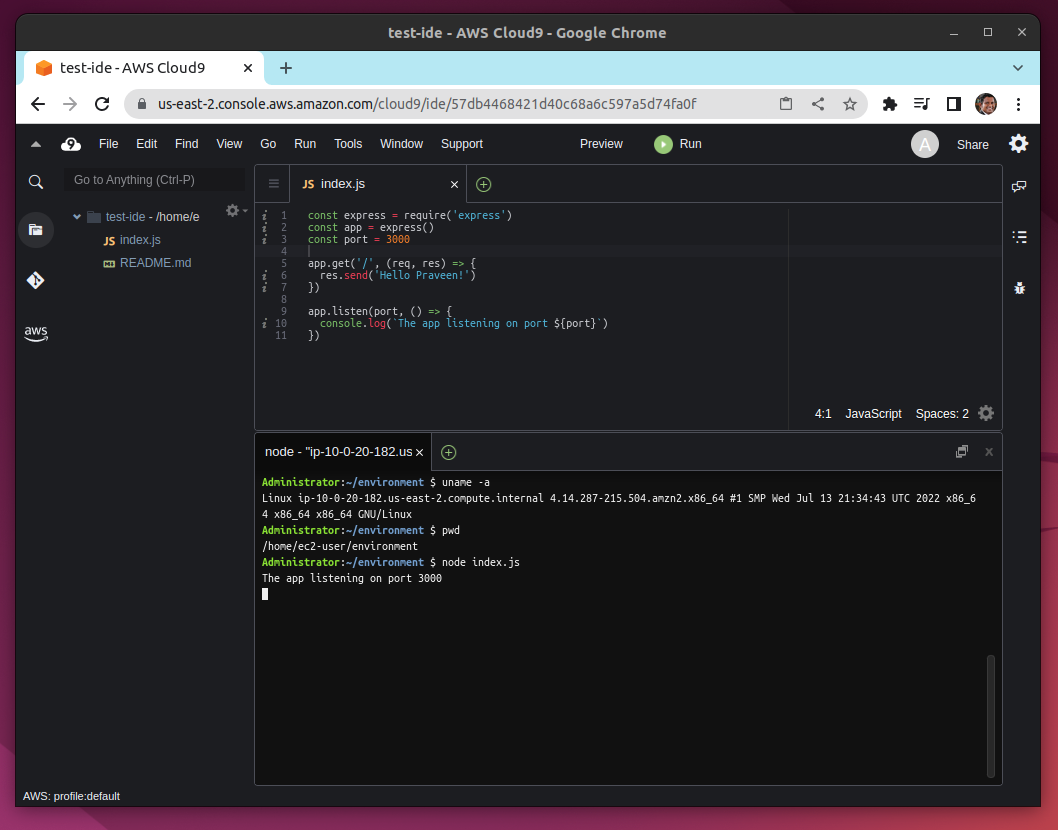 test-ide - AWS Cloud9 - Google Chrome
test-ide - AWS Cloud9
us-east-2.console.aws.amazon.com/cloud9/ide/57db4468421d40c68a6c597a5d74fa0f
9 File Edit Find View Go Run Tools Window Support Preview Run A Share
Go to Anything (Ctrl-P)
test-ide - /home/e
JS index.js
README.md
aws
JS index.js
1 const express = require('express')
2 const app = express()
3 const port = 3000
4
5 app.get('/', (req, res) => {
6   res.send('Hello Praveen!')
7 })
8
9 app.listen(port, () => {
10   console.log(`The app listening on port ${port}`)
11 })
4:1 JavaScript Spaces: 2
node - "ip-10-0-20-182.us
Administrator:~/environment $ uname -a
Linux ip-10-0-20-182.us-east-2.compute.internal 4.14.287-215.504.amzn2.x86_64 #1 SMP Wed Jul 13 21:34:43 UTC 2022 x86_6
4 x86_64 x86_64 GNU/Linux
Administrator:~/environment $ pwd
/home/ec2-user/environment
Administrator:~/environment $ node index.js
The app listening on port 3000
AWS: profile:default